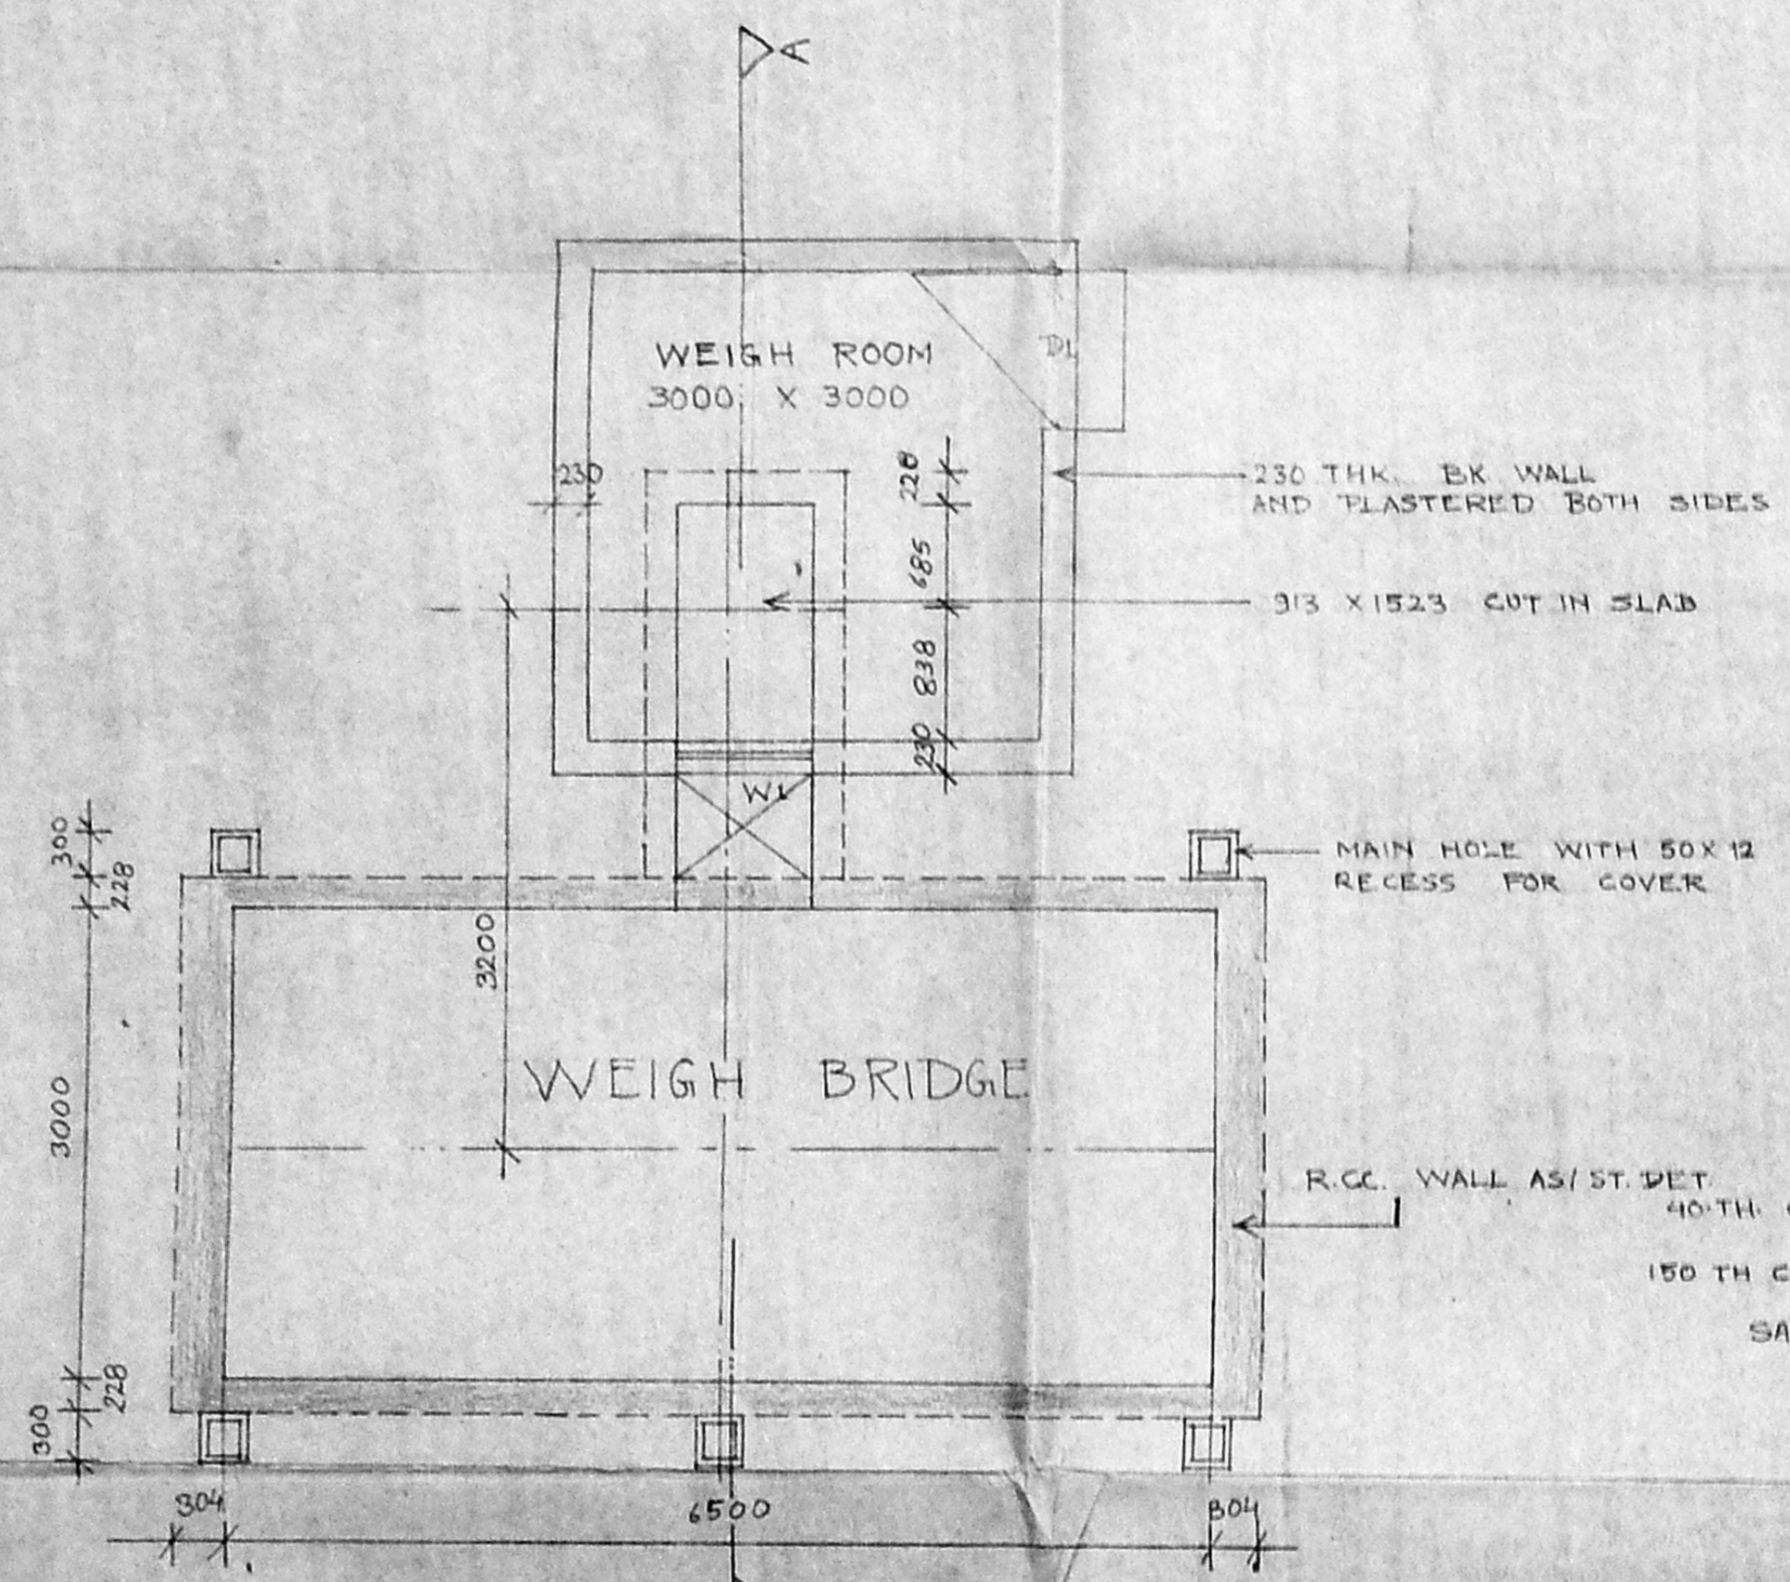 A
WEIGH ROOM
3000 X 3000
D1
230
228
230 THK. BK WALL
AND PLASTERED BOTH SIDES
685
913 X 1523 CUT IN SLAB
838
230
W1
300
228
MAIN HOLE WITH 50 X 12
RECESS FOR COVER
3200
WEIGH BRIDGE
3000
R.CC. WALL AS/ ST. DET.
40 TH.
150 TH
SA
228
300
304
6500
304